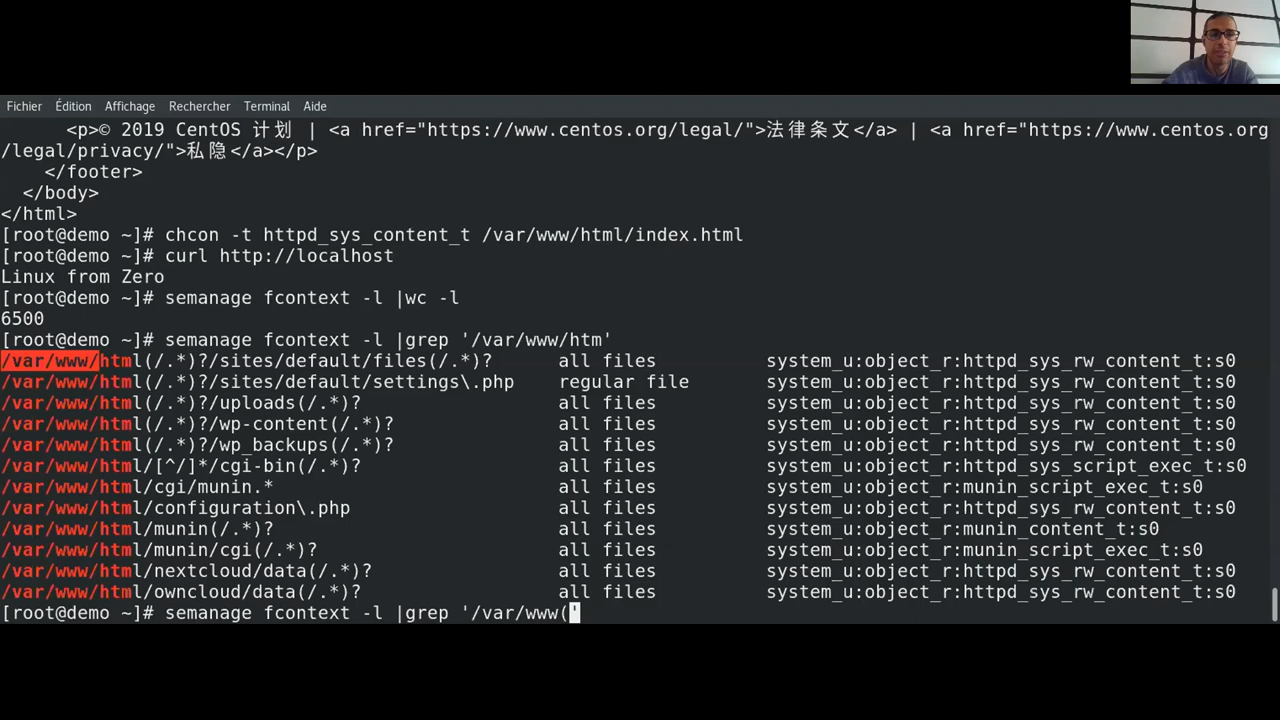 Fichier Édition Affichage Rechercher Terminal Aide
<p>© 2019 CentOS 计划 | <a href="https://www.centos.org/legal/">法律条文</a> | <a href="https://www.centos.org
/legal/privacy/">私隐</a></p>
</footer>
</body>
</html>
[root@demo ~]# chcon -t httpd_sys_content_t /var/www/html/index.html
[root@demo ~]# curl http://localhost
Linux from Zero
[root@demo ~]# semanage fcontext -l |wc -l
6500
[root@demo ~]# semanage fcontext -l |grep '/var/www/htm'
/var/www/html(/.*)?/sites/default/files(/.*)? all files system_u:object_r:httpd_sys_rw_content_t:s0
/var/www/html(/.*)?/sites/default/settings\.php regular file system_u:object_r:httpd_sys_rw_content_t:s0
/var/www/html(/.*)?/uploads(/.*)? all files system_u:object_r:httpd_sys_rw_content_t:s0
/var/www/html(/.*)?/wp-content(/.*)? all files system_u:object_r:httpd_sys_rw_content_t:s0
/var/www/html(/.*)?/wp_backups(/.*)? all files system_u:object_r:httpd_sys_rw_content_t:s0
/var/www/html/[^/]*/cgi-bin(/.*)? all files system_u:object_r:httpd_sys_script_exec_t:s0
/var/www/html/cgi/munin.* all files system_u:object_r:munin_script_exec_t:s0
/var/www/html/configuration\.php all files system_u:object_r:httpd_sys_rw_content_t:s0
/var/www/html/munin(/.*)? all files system_u:object_r:munin_content_t:s0
/var/www/html/munin/cgi(/.*)? all files system_u:object_r:munin_script_exec_t:s0
/var/www/html/nextcloud/data(/.*)? all files system_u:object_r:httpd_sys_rw_content_t:s0
/var/www/html/owncloud/data(/.*)? all files system_u:object_r:httpd_sys_rw_content_t:s0
[root@demo ~]# semanage fcontext -l |grep '/var/www('